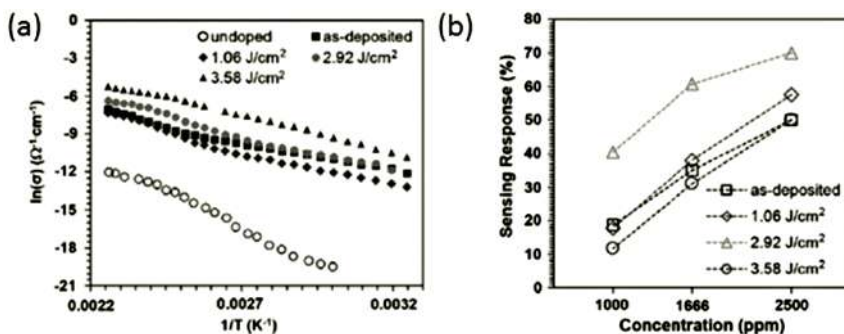 (a)
0
-3
-6
-9
-12
-15
-18
-21
ln(σ) (Ω⁻¹·cm⁻¹)
undoped
as-deposited
1.06 J/cm²
2.92 J/cm²
3.58 J/cm²
0.0022
0.0027
0.0032
1/T (K⁻¹)
(b)
80
70
60
50
40
30
20
10
0
Sensing Response (%)
as-deposited
1.06 J/cm²
2.92 J/cm²
3.58 J/cm²
1000
1666
2500
Concentration (ppm)